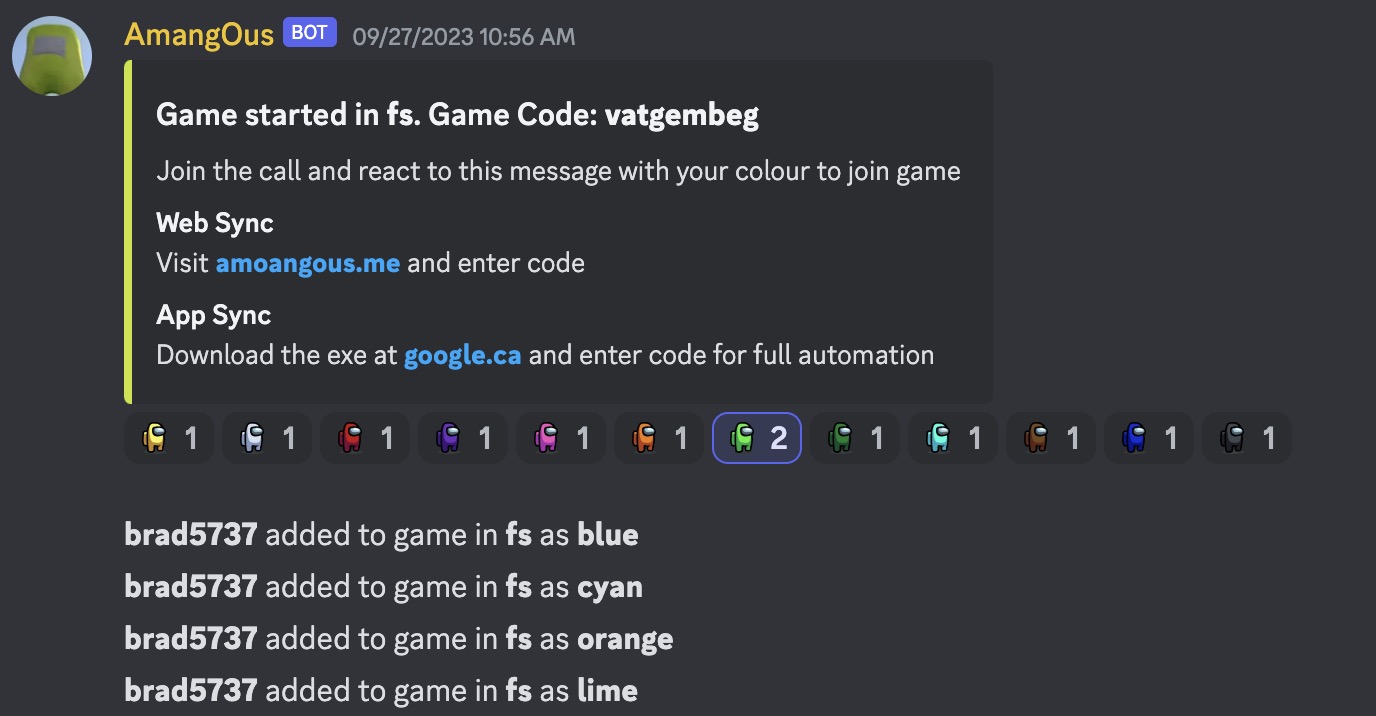 AmangOus BOT 09/27/2023 10:56 AM
Game started in fs. Game Code: vatgembeg
Join the call and react to this message with your colour to join game
Web Sync
Visit amoangous.me and enter code
App Sync
Download the exe at google.ca and enter code for full automation
1 1 1 1 1 1 2 1 1 1 1 1
brad5737 added to game in fs as blue
brad5737 added to game in fs as cyan
brad5737 added to game in fs as orange
brad5737 added to game in fs as lime